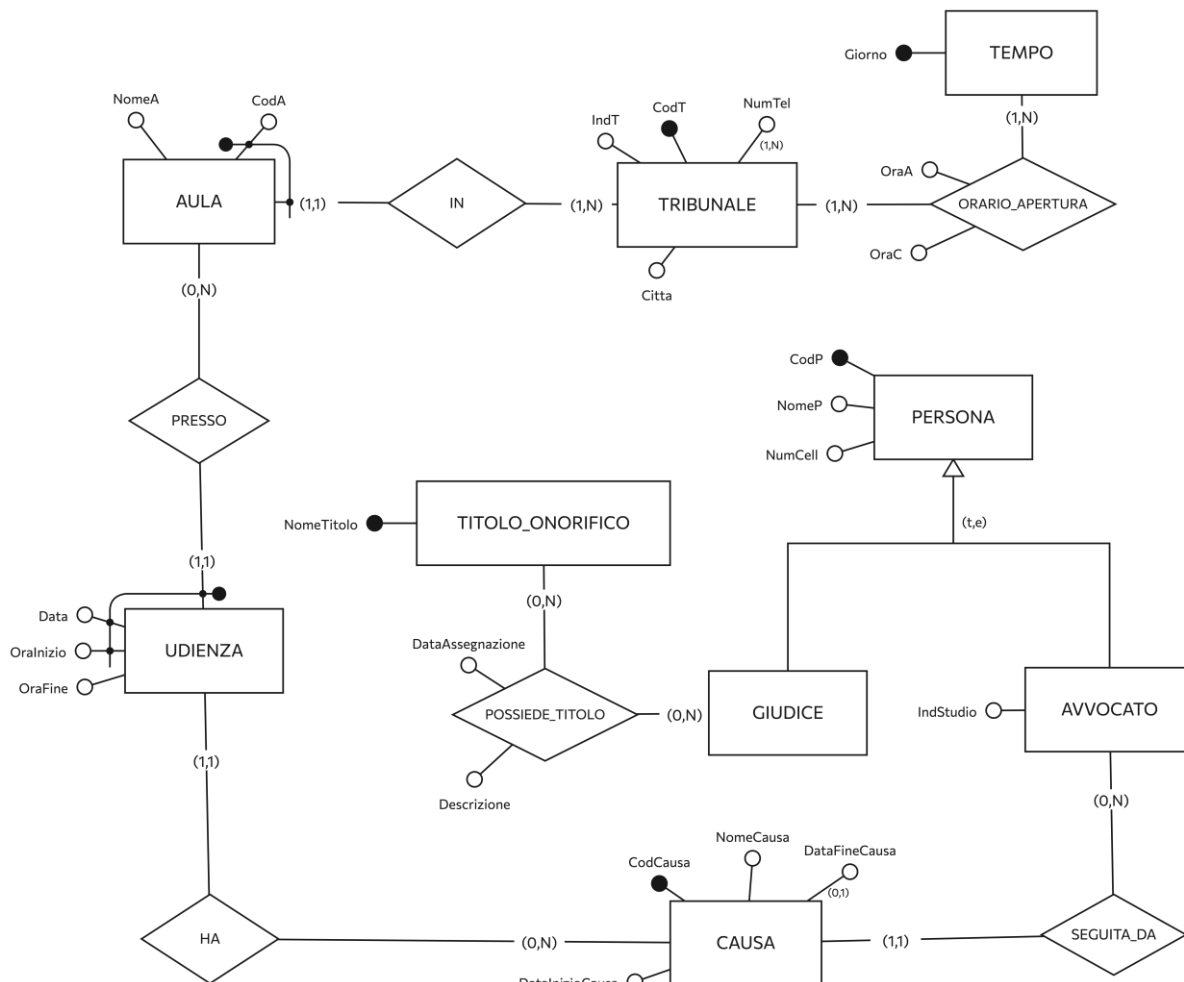 TEMPO
Giorno
(1,N)
NomeA
CodA
IndT
CodT
NumTel
(1,N)
OraA
AULA
(1,1)
IN
(1,N)
TRIBUNALE
(1,N)
ORARIO_APERTURA
OraC
Citta
(0,N)
CodP
NomeP
PERSONA
NumCell
PRESSO
NomeTitolo
TITOLO_ONORIFICO
(t,e)
(1,1)
(0,N)
Data
OraInizio
UDIENZA
OraFine
DataAssegnazione
POSSIEDE_TITOLO
(0,N)
GIUDICE
IndStudio
AVVOCATO
(1,1)
Descrizione
(0,N)
NomeCausa
CodCausa
DataFineCausa
(0,1)
HA
(0,N)
CAUSA
(1,1)
SEGUITA_DA
DataInizioCausa